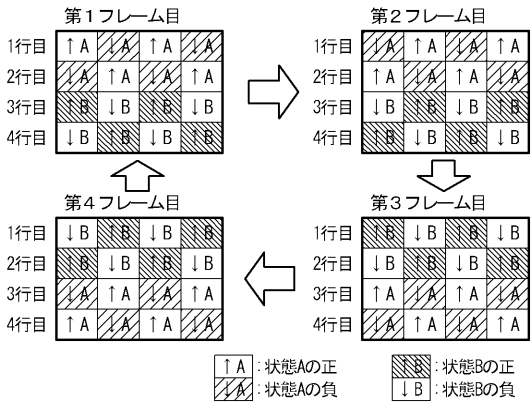 第1フレーム目
1行目 ↑A ↓A ↑A ↓A
2行目 ↓A ↑A ↓A ↑A
3行目 ↑B ↓B ↑B ↓B
4行目 ↓B ↑B ↓B ↑B
第2フレーム目
1行目 ↓A ↑A ↓A ↑A
2行目 ↑A ↓A ↑A ↓A
3行目 ↓B ↑B ↓B ↑B
4行目 ↑B ↓B ↑B ↓B
第4フレーム目
1行目 ↓B ↑B ↓B ↑B
2行目 ↑B ↓B ↑B ↓B
3行目 ↓A ↑A ↓A ↑A
4行目 ↑A ↓A ↑A ↓A
第3フレーム目
1行目 ↑B ↓B ↑B ↓B
2行目 ↓B ↑B ↓B ↑B
3行目 ↑A ↓A ↑A ↓A
4行目 ↓A ↑A ↓A ↑A
↑A:状態Aの正
↓A:状態Aの負
↑B:状態Bの正
↓B:状態Bの負